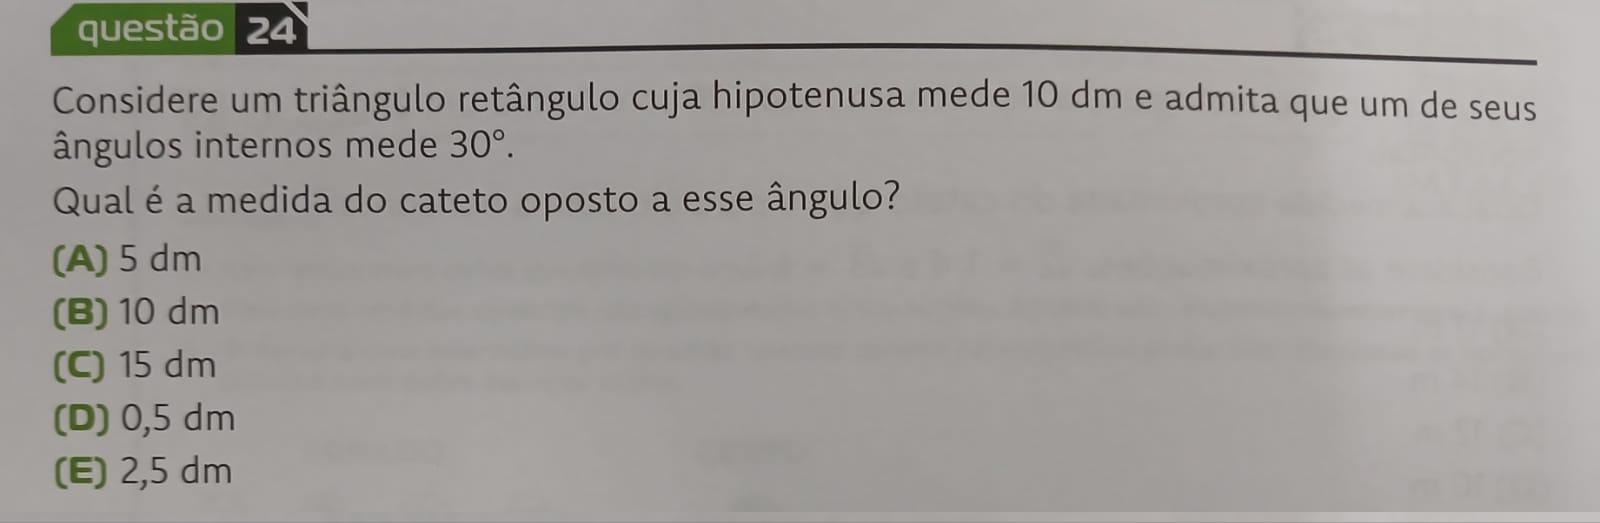 questão 24
Considere um triângulo retângulo cuja hipotenusa mede 10 dm e admita que um de seus
ângulos internos mede 30°.
Qual é a medida do cateto oposto a esse ângulo?
(A) 5 dm
(B) 10 dm
(C) 15 dm
(D) 0,5 dm
(E) 2,5 dm